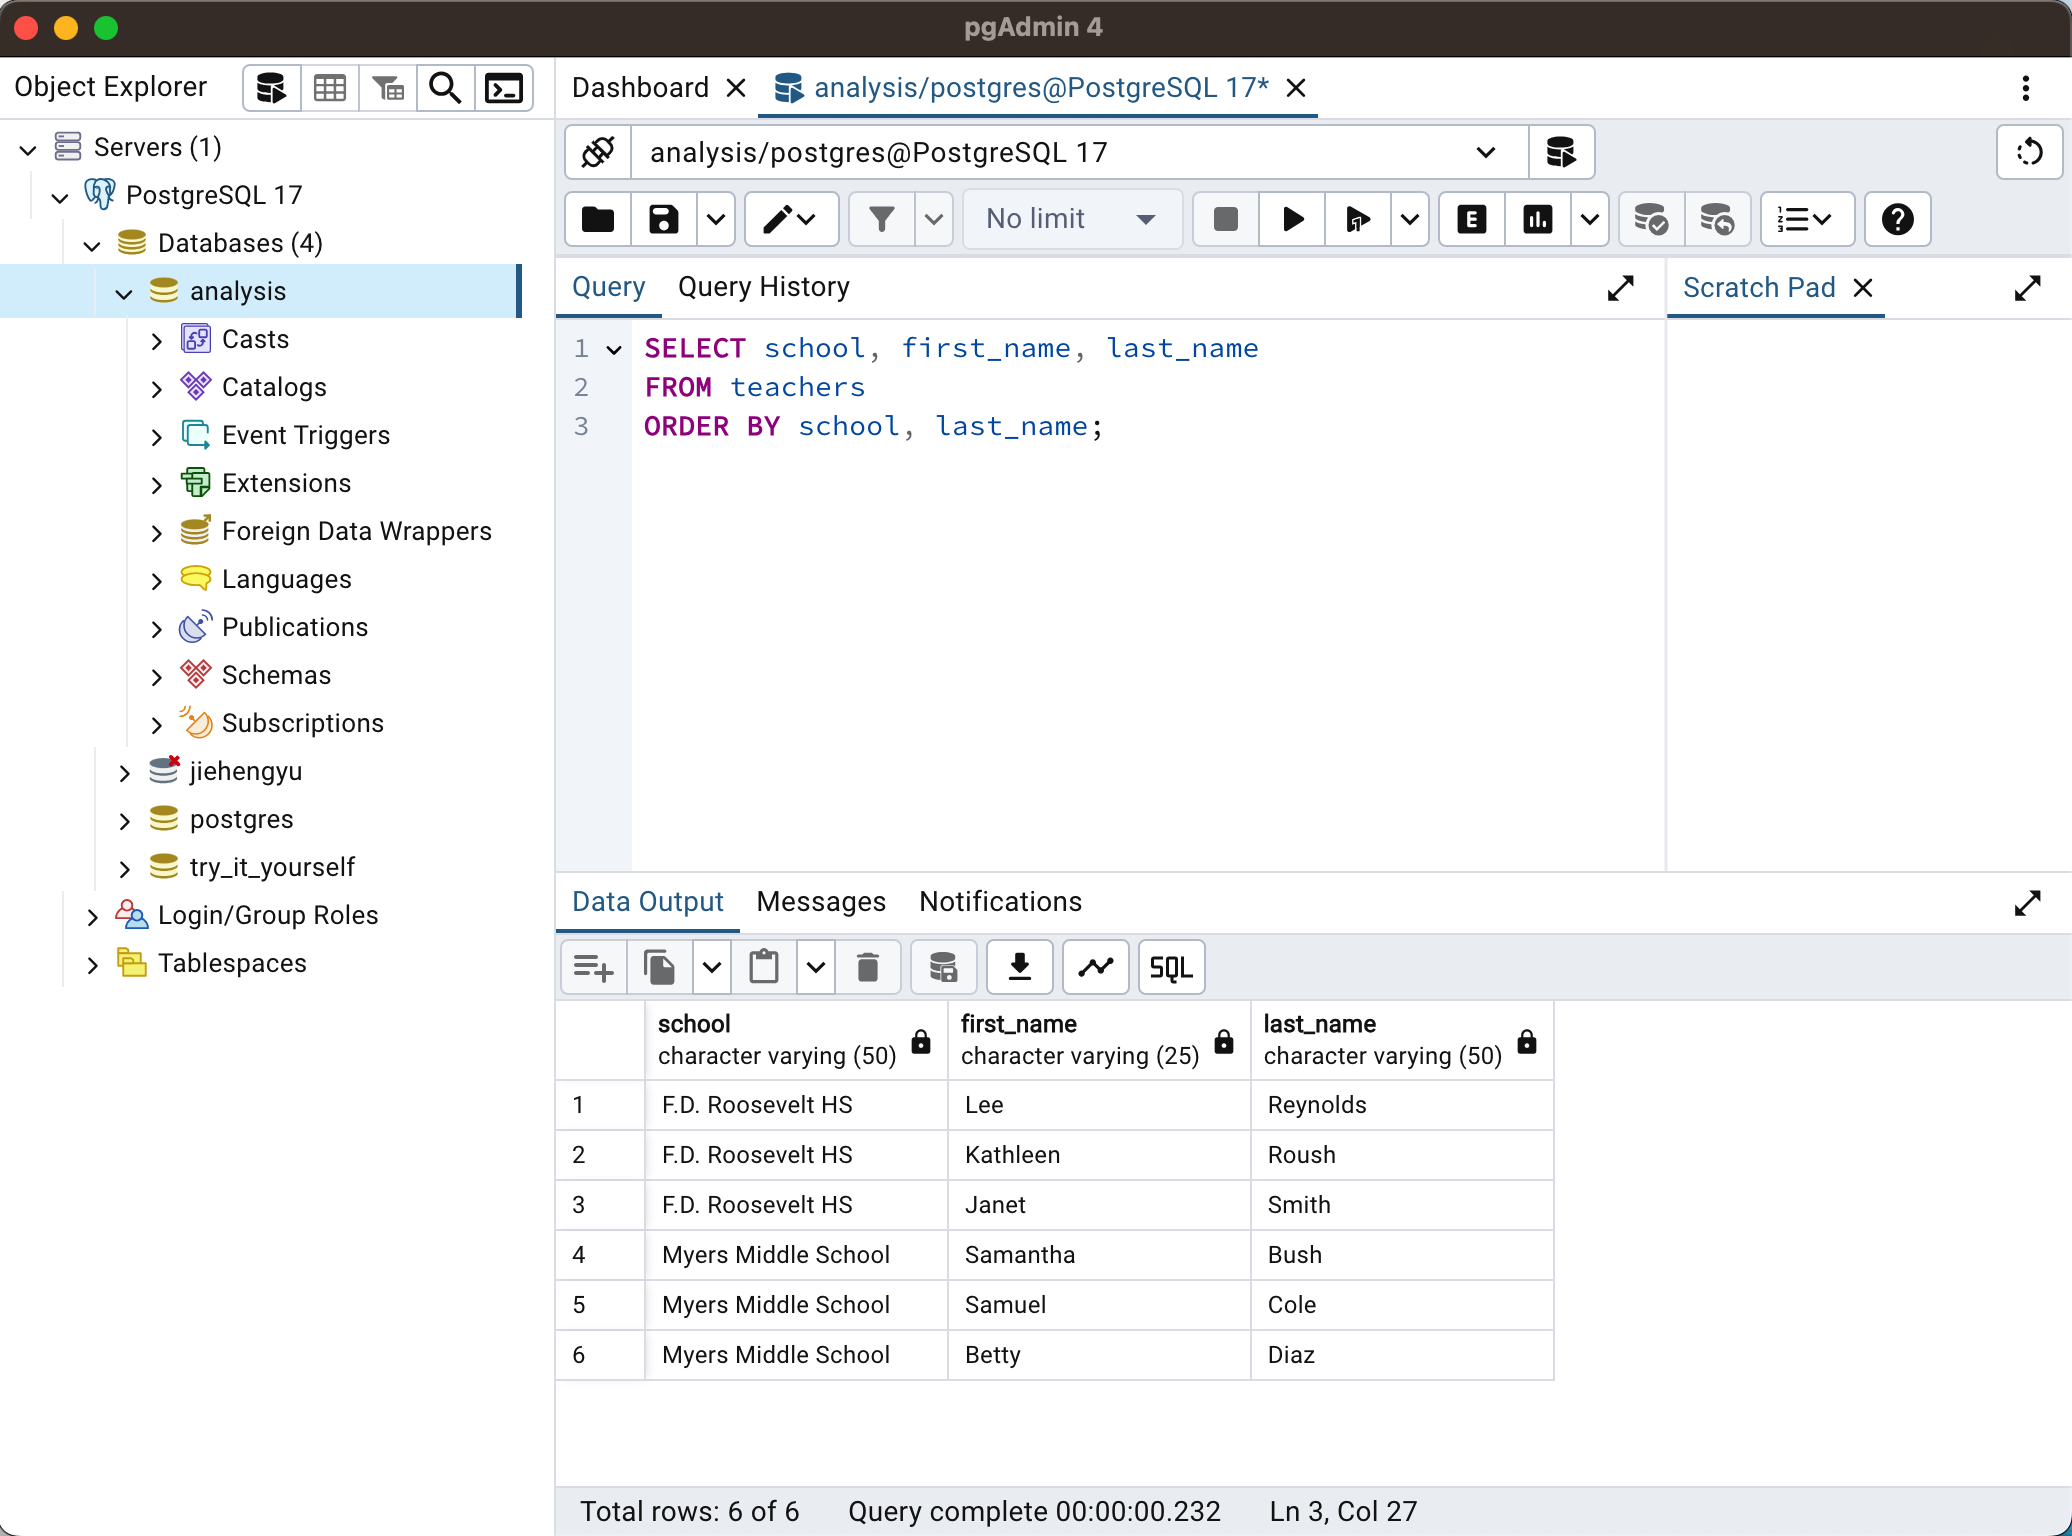 pgAdmin 4
Object Explorer
Servers (1)
PostgreSQL 17
Databases (4)
analysis
Casts
Catalogs
Event Triggers
Extensions
Foreign Data Wrappers
Languages
Publications
Schemas
Subscriptions
jiehengyu
postgres
try_it_yourself
Login/Group Roles
Tablespaces
Dashboard
analysis/postgres@PostgreSQL 17*
analysis/postgres@PostgreSQL 17
No limit
E
Query
Query History
Scratch Pad
1 SELECT school, first_name, last_name
2 FROM teachers
3 ORDER BY school, last_name;
Data Output
Messages
Notifications
SQL
school first_name last_name
character varying (50) character varying (25) character varying (50)
1 F.D. Roosevelt HS Lee Reynolds
2 F.D. Roosevelt HS Kathleen Roush
3 F.D. Roosevelt HS Janet Smith
4 Myers Middle School Samantha Bush
5 Myers Middle School Samuel Cole
6 Myers Middle School Betty Diaz
Total rows: 6 of 6 Query complete 00:00:00.232 Ln 3, Col 27